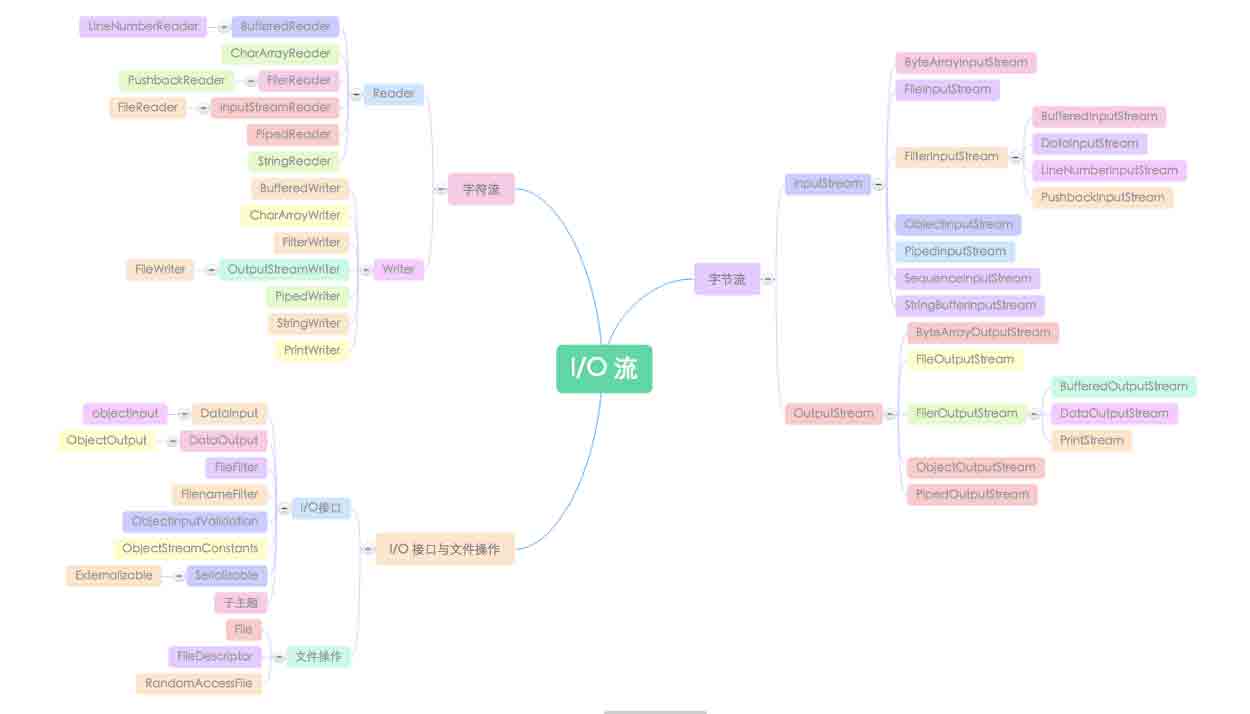 I/O 流
字符流
Reader
BufferedReader
LineNumberReader
CharArrayReader
FilerReader
PushbackReader
inputStreamReader
FileReader
PipedReader
StringReader
Writer
BufferedWriter
CharArrayWriter
FilterWriter
OutputStreamWriter
FileWriter
PipedWriter
StringWriter
PrintWriter
字节流
InputStream
ByteArrayInputStream
FileInputStream
FilterInputStream
BufferedInputStream
DataInputStream
LineNumberInputStream
PushbackInputStream
ObjectInputStream
PipedInputStream
SequenceInputStream
StringBufferInputStream
OutputStream
ByteArrayOutputStream
FileOutputStream
FilerOutputStream
BufferedOutputStream
DataOutputStream
PrintStream
ObjectOutputStream
PipedOutputStream
I/O 接口与文件操作
I/O接口
DataInput
objectInput
DataOutput
ObjectOutput
FileFilter
FilenameFilter
ObjectInputValidation
ObjectStreamConstants
Serializable
Externalizable
子主题
文件操作
File
FileDescriptor
RandomAccessFile